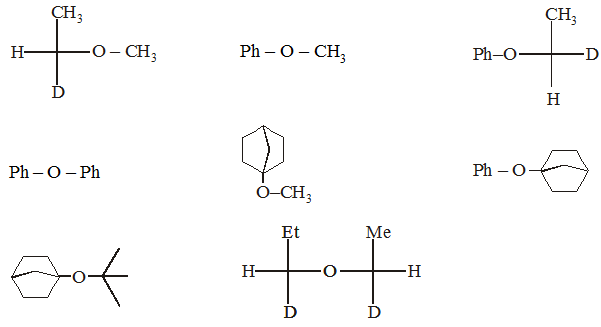 CH₃
H
O – CH₃
D
Ph – O – CH₃
CH₃
Ph–O
D
H
Ph – O – Ph
O–CH₃
Ph – O
O
Et
Me
H
O
H
D
D